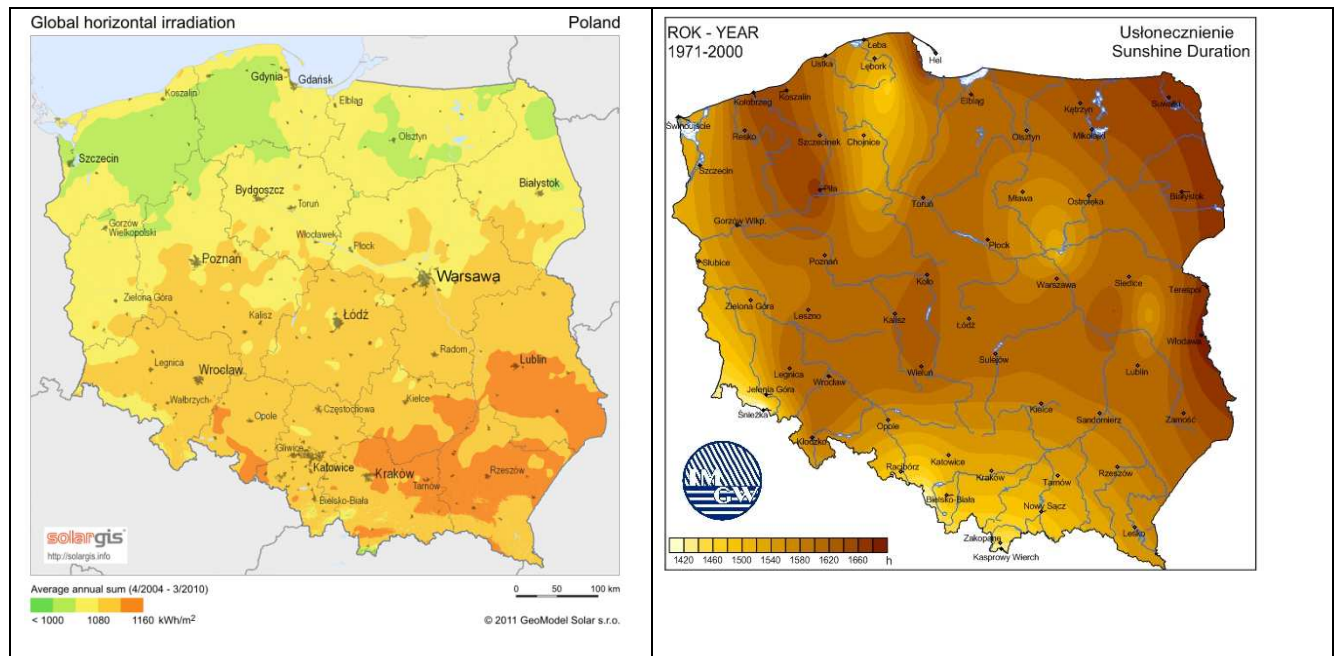 Global horizontal irradiation Poland
Gdynia
Gdańsk
Koszalin
Elbląg
Olsztyn
Szczecin
Białystok
Bydgoszcz
Toruń
Gorzów
Wielkopolski
Włocławek
Płock
Poznań
Warsawa
Zielona Góra
Kalisz
Łódź
Radom
Legnica
Lublin
Wrocław
Wałbrzych
Kielce
Częstochowa
Opole
Gliwice
Katowice
Kraków
Rzeszów
Tarnów
Bielsko-Biała
solargis
http://solargis.info
Average annual sum (4/2004 - 3/2010)
0 50 100 km
< 1000 1080 1160 kWh/m2
© 2011 GeoModel Solar s.r.o.
ROK - YEAR
1971-2000
Usłonecznienie
Sunshine Duration
Łeba
Hel
Ustka
Lębork
Koszalin
Kołobrzeg
Elbląg
Kętrzyn
Suwałki
Świnoujście
Resko
Szczecinek
Chojnice
Olsztyn
Mikołajki
Szczecin
Piła
Toruń
Mława
Ostrołęka
Białystok
Gorzów Wlkp.
Płock
Słubice
Poznań
Koło
Warszawa
Siedlce
Terespol
Zielona Góra
Leszno
Kalisz
Łódź
Włodawa
Sulejów
Legnica
Wrocław
Wieluń
Lublin
Jelenia Góra
Śnieżka
Kielce
Sandomierz
Zamość
Opole
Kłodzko
Racibórz
Katowice
Kraków
Tarnów
Rzeszów
Bielsko-Biała
Nowy Sącz
Lesko
Zakopane
Kasprowy Wierch
IMGW
1420 1460 1500 1540 1580 1620 1660 h